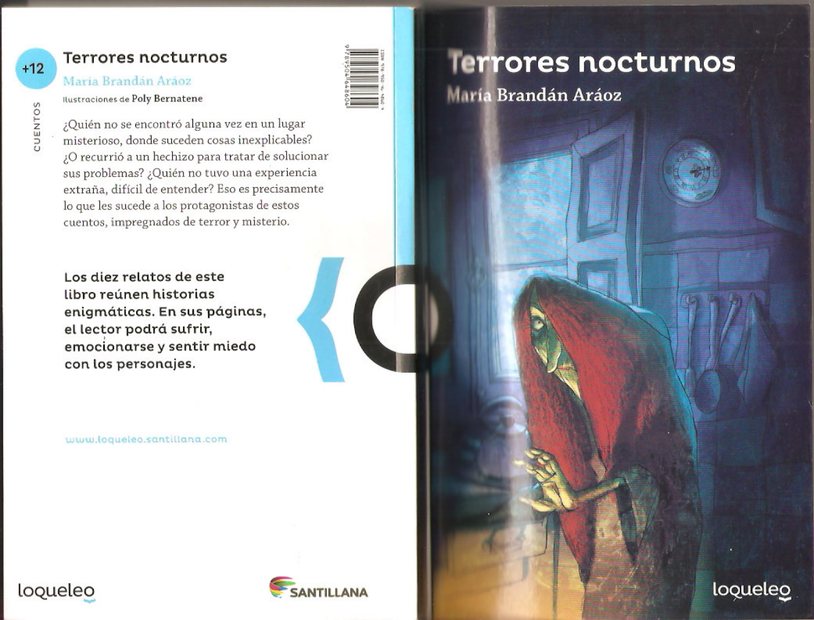 +12
CUENTOS
Terrores nocturnos
María Brandán Aráoz
Ilustraciones de Poly Bernatene
¿Quién no se encontró alguna vez en un lugar
misterioso, donde suceden cosas inexplicables?
¿O recurrió a un hechizo para tratar de solucionar
sus problemas? ¿Quién no tuvo una experiencia
extraña, difícil de entender? Eso es precisamente
lo que les sucede a los protagonistas de estos
cuentos, impregnados de terror y misterio.
Los diez relatos de este
libro reúnen historias
enigmáticas. En sus páginas,
el lector podrá sufrir,
emocionarse y sentir miedo
con los personajes.
www.loqueleo.santillana.com
loqueleo
SANTILLANA
Terrores nocturnos
María Brandán Aráoz
loqueleo